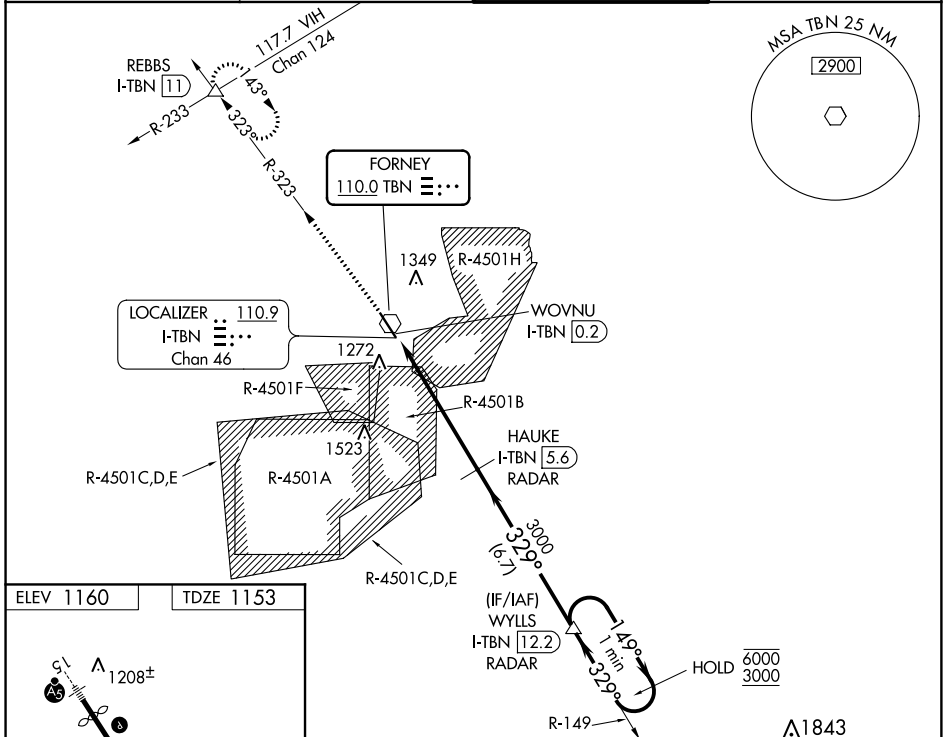 117.7 VIH
Chan 124
REBBS
I-TBN 11
43°
323°
R-233
R-323
MSA TBN 25 NM
2900
FORNEY
110.0 TBN
1349
R-4501H
LOCALIZER 110.9
I-TBN
Chan 46
WOVNU
I-TBN 0.2
1272
R-4501F
R-4501B
1523
HAUKE
I-TBN 5.6
RADAR
R-4501C,D,E
R-4501A
3000
329°
(6.7)
R-4501C,D,E
(IF/IAF)
WYLLS
I-TBN 12.2
RADAR
149°
1 min
329°
HOLD 6000
3000
R-149
1843
ELEV 1160
TDZE 1153
15
1208±
A5